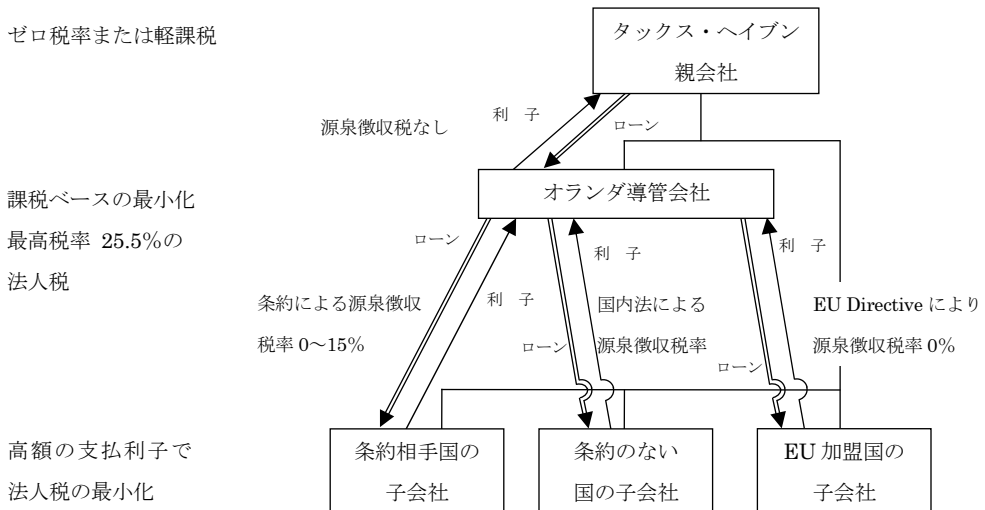 ゼロ税率または軽課税
タックス・ヘイブン
親会社
源泉徴収税なし
利 子
ローン
課税ベースの最小化
最高税率 25.5%の
法人税
オランダ導管会社
ローン
利 子
利 子
利 子
条約による源泉徴収
税率 0～15%
国内法による
源泉徴収税率
EU Directive により
源泉徴収税率 0%
ローン
ローン
高額の支払利子で
法人税の最小化
条約相手国の
子会社
条約のない
国の子会社
EU 加盟国の
子会社